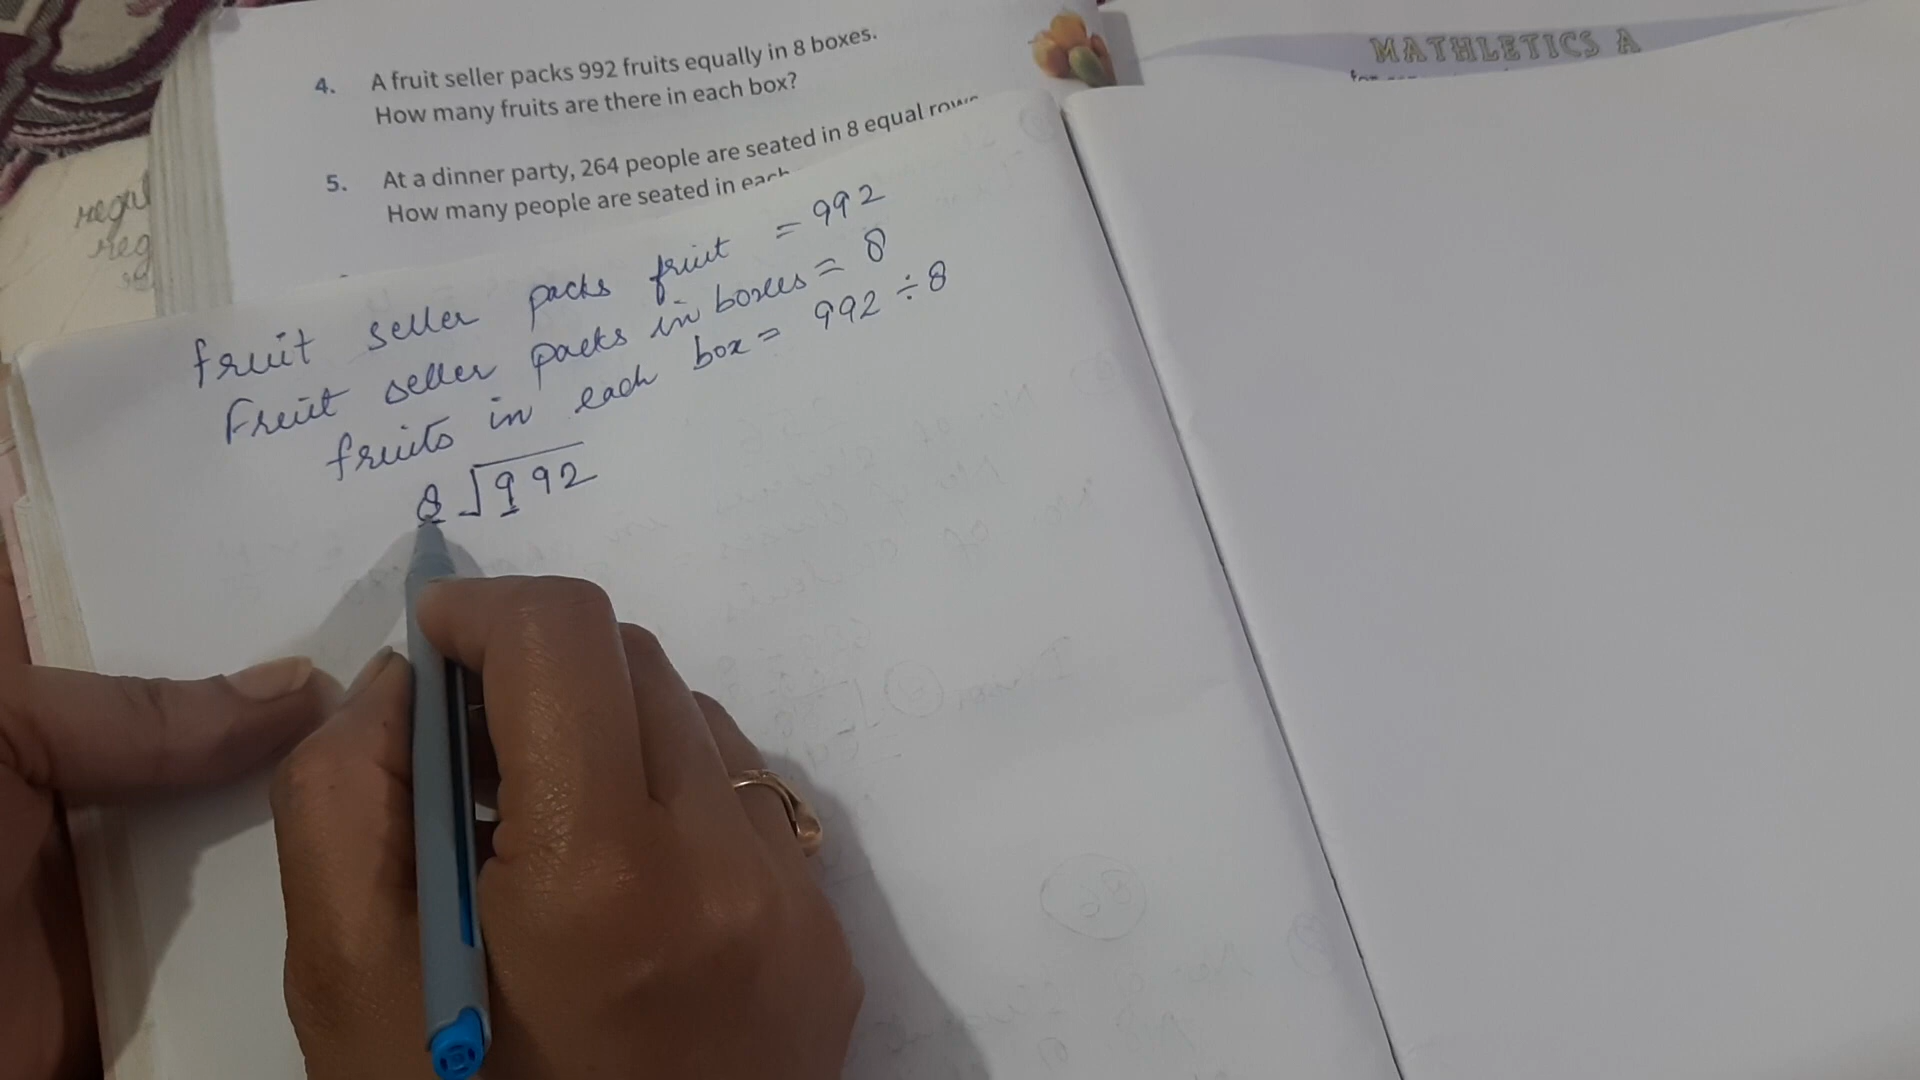 4. A fruit seller packs 992 fruits equally in 8 boxes.
How many fruits are there in each box?
5. At a dinner party, 264 people are seated in 8 equal rows
How many people are seated in each
MATHLETICS A
fruit seller packs fruit = 992
Fruit seller packs in boxes = 8
fruits in each box = 992 ÷ 8
8 √992